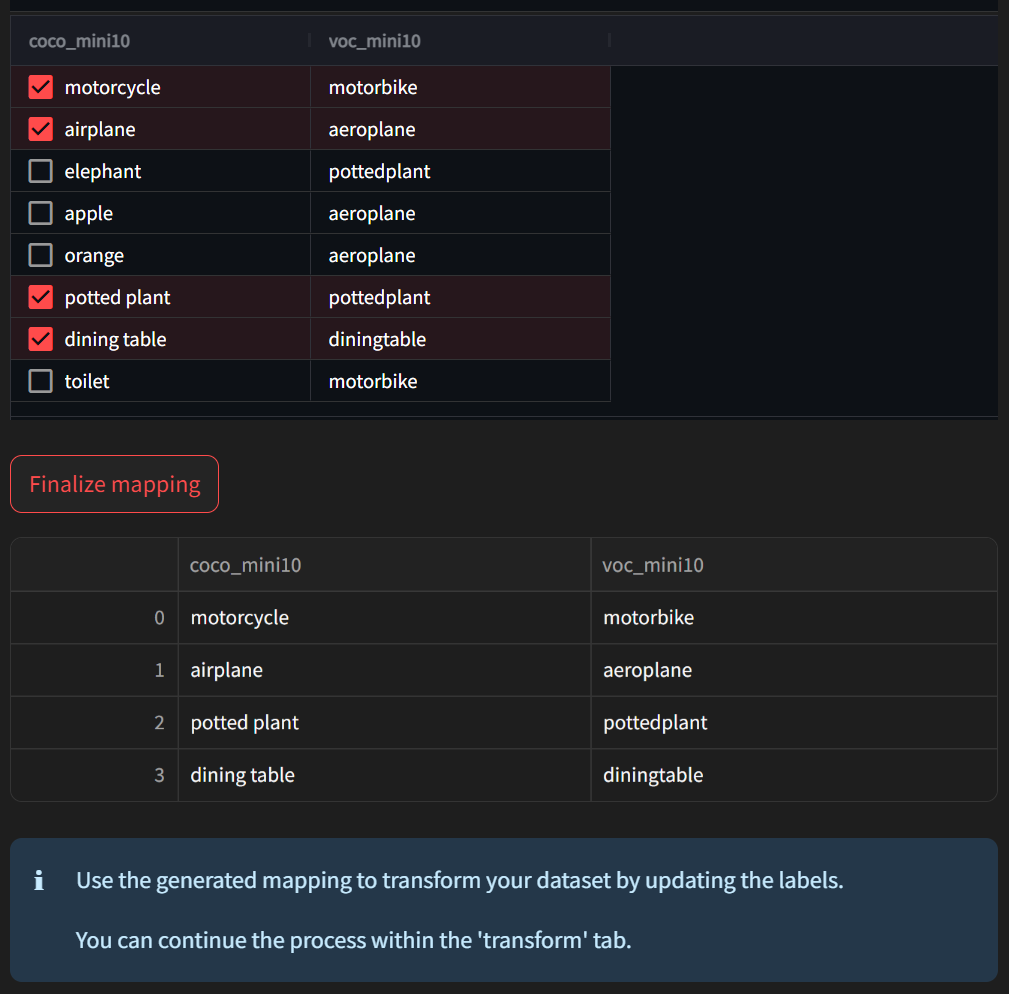 coco_mini10 voc_mini10
motorcycle motorbike
airplane aeroplane
elephant pottedplant
apple aeroplane
orange aeroplane
potted plant pottedplant
dining table diningtable
toilet motorbike
Finalize mapping
coco_mini10 voc_mini10
0 motorcycle motorbike
1 airplane aeroplane
2 potted plant pottedplant
3 dining table diningtable
Use the generated mapping to transform your dataset by updating the labels.
You can continue the process within the 'transform' tab.